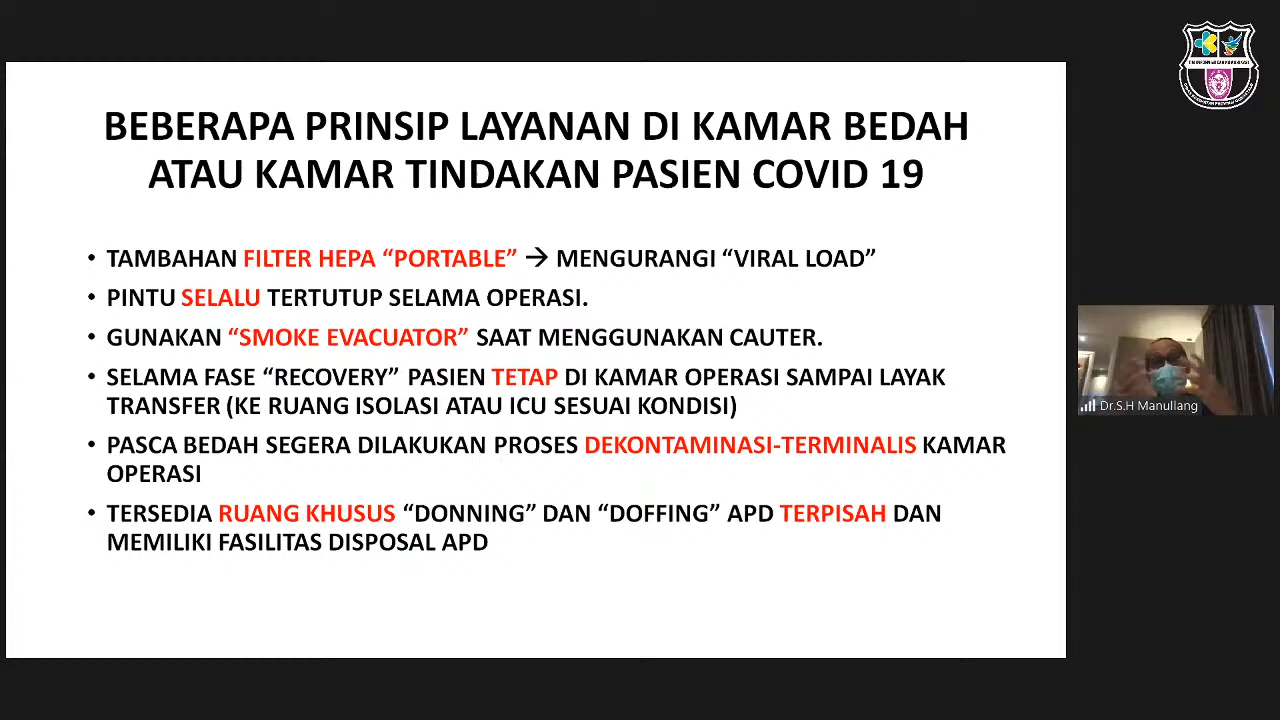 BEBERAPA PRINSIP LAYANAN DI KAMAR BEDAH
ATAU KAMAR TINDAKAN PASIEN COVID 19
• TAMBAHAN FILTER HEPA “PORTABLE” → MENGURANGI “VIRAL LOAD”
• PINTU SELALU TERTUTUP SELAMA OPERASI.
• GUNAKAN “SMOKE EVACUATOR” SAAT MENGGUNAKAN CAUTER.
• SELAMA FASE “RECOVERY” PASIEN TETAP DI KAMAR OPERASI SAMPAI LAYAK
TRANSFER (KE RUANG ISOLASI ATAU ICU SESUAI KONDISI)
• PASCA BEDAH SEGERA DILAKUKAN PROSES DEKONTAMINASI-TERMINALIS KAMAR
OPERASI
• TERSEDIA RUANG KHUSUS “DONNING” DAN “DOFFING” APD TERPISAH DAN
MEMILIKI FASILITAS DISPOSAL APD
Dr.S.H Manullang